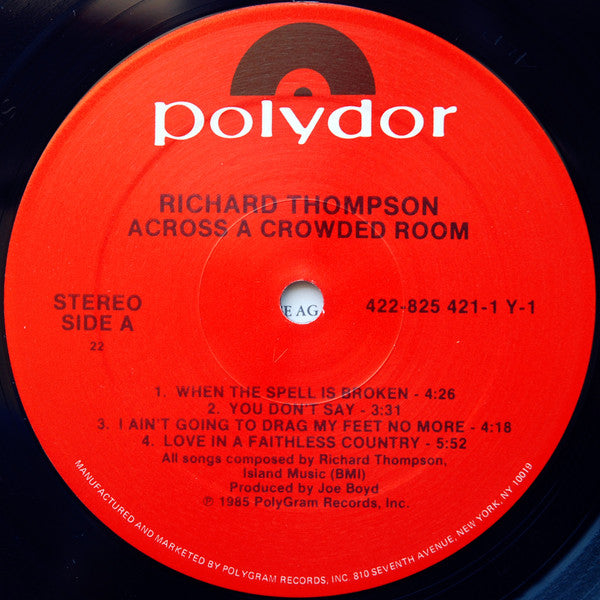 polydor
RICHARD THOMPSON
ACROSS A CROWDED ROOM
STEREO
SIDE A
22
422-825 421-1 Y-1
E AG
1. WHEN THE SPELL IS BROKEN - 4:26
2. YOU DON'T SAY - 3:31
3. I AIN'T GOING TO DRAG MY FEET NO MORE - 4:18
4. LOVE IN A FAITHLESS COUNTRY - 5:52
All songs composed by Richard Thompson,
Island Music (BMI)
Produced by Joe Boyd
℗ 1985 PolyGram Records, Inc.
MANUFACTURED AND MARKETED BY POLYGRAM RECORDS, INC. 810 SEVENTH AVENUE, NEW YORK, NY 10019